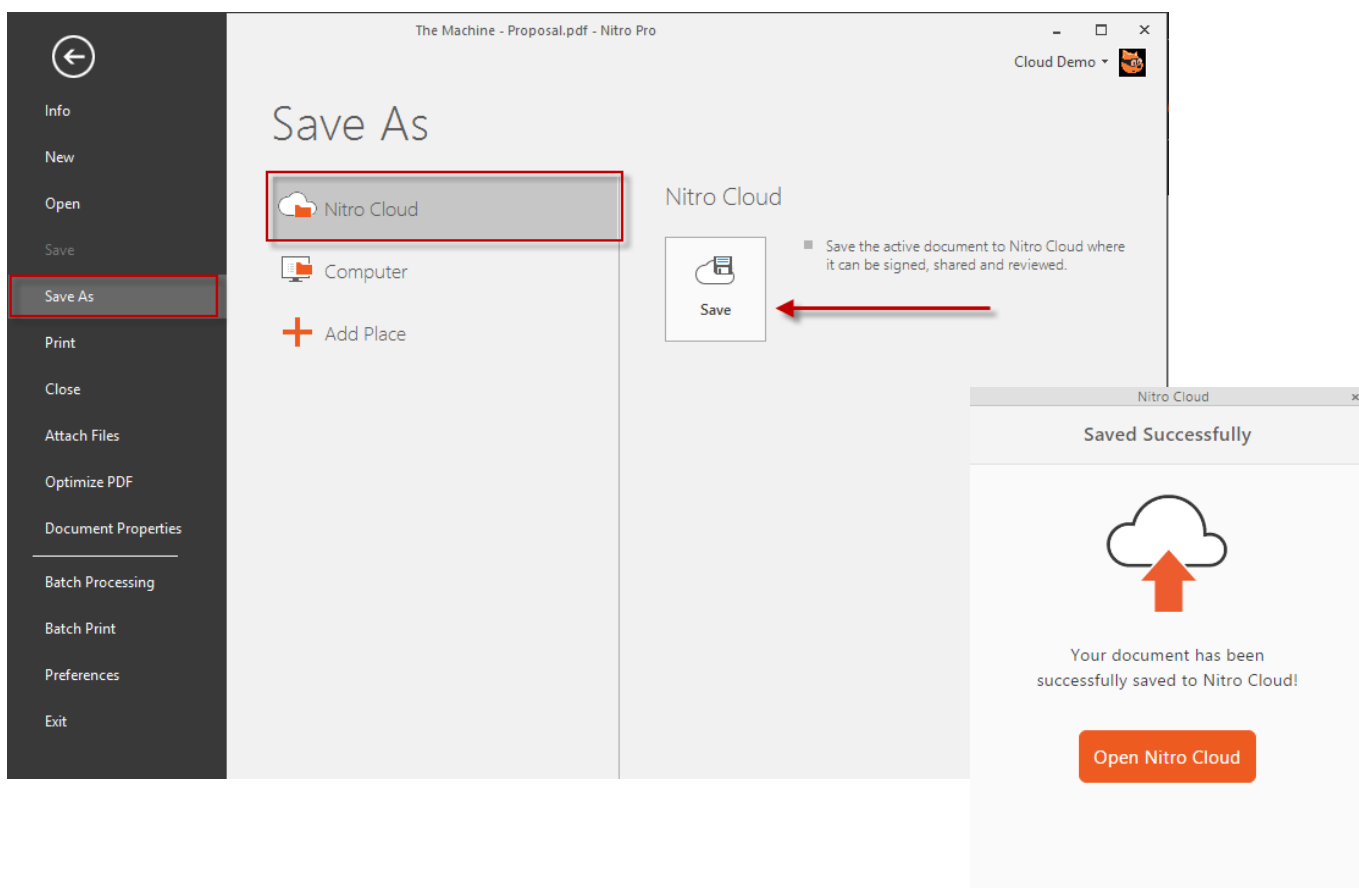 The Machine - Proposal.pdf - Nitro Pro
Cloud Demo
Info
New
Open
Save
Save As
Print
Close
Attach Files
Optimize PDF
Document Properties
Batch Processing
Batch Print
Preferences
Exit
Save As
Nitro Cloud
Computer
Add Place
Nitro Cloud
Save
Save the active document to Nitro Cloud where
it can be signed, shared and reviewed.
Nitro Cloud
Saved Successfully
Your document has been
successfully saved to Nitro Cloud!
Open Nitro Cloud